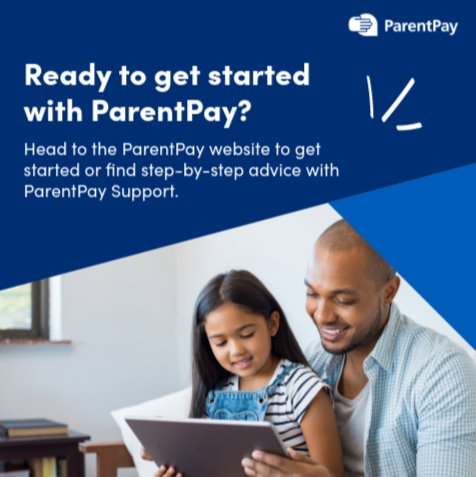 ParentPay
Ready to get started
with ParentPay?
Head to the ParentPay website to get
started or find step-by-step advice with
ParentPay Support.